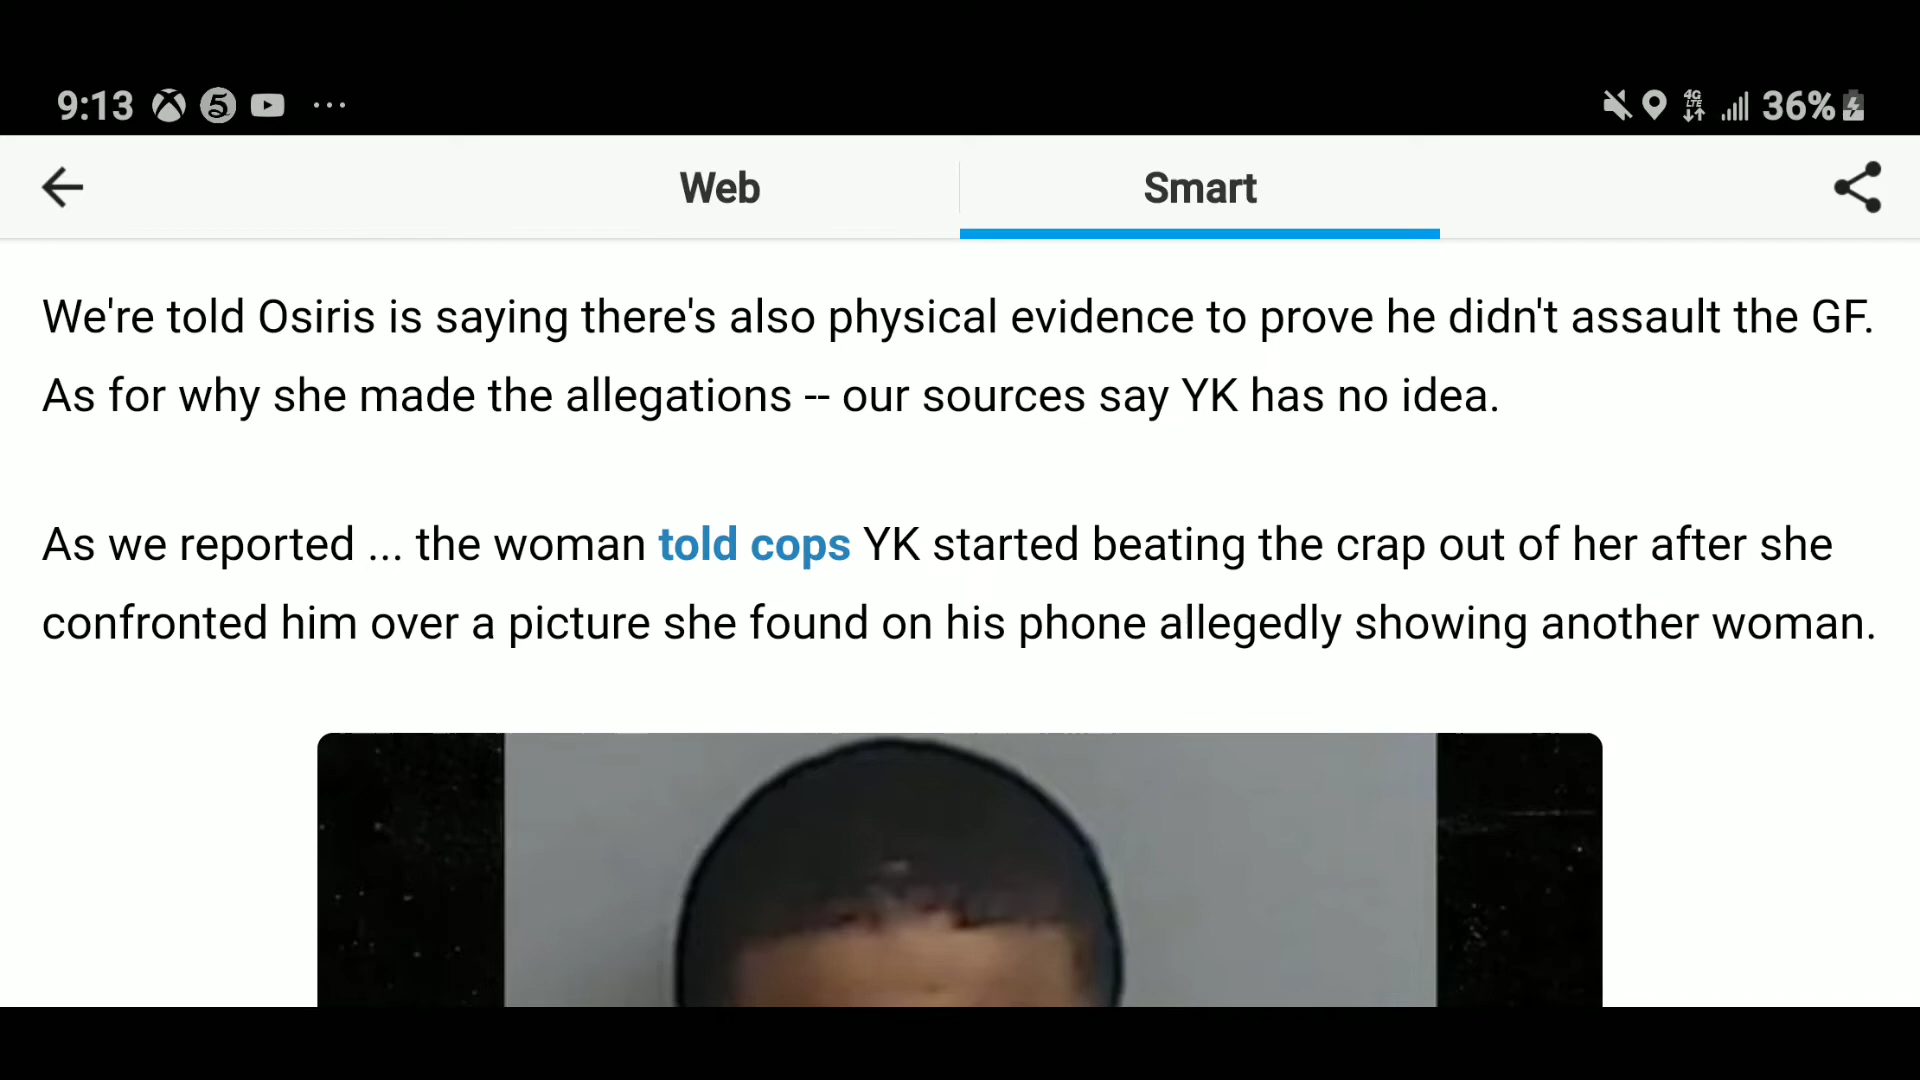 9:13 5 ... 4G LTE 36%
Web Smart
We're told Osiris is saying there's also physical evidence to prove he didn't assault the GF.
As for why she made the allegations -- our sources say YK has no idea.
As we reported ... the woman told cops YK started beating the crap out of her after she
confronted him over a picture she found on his phone allegedly showing another woman.